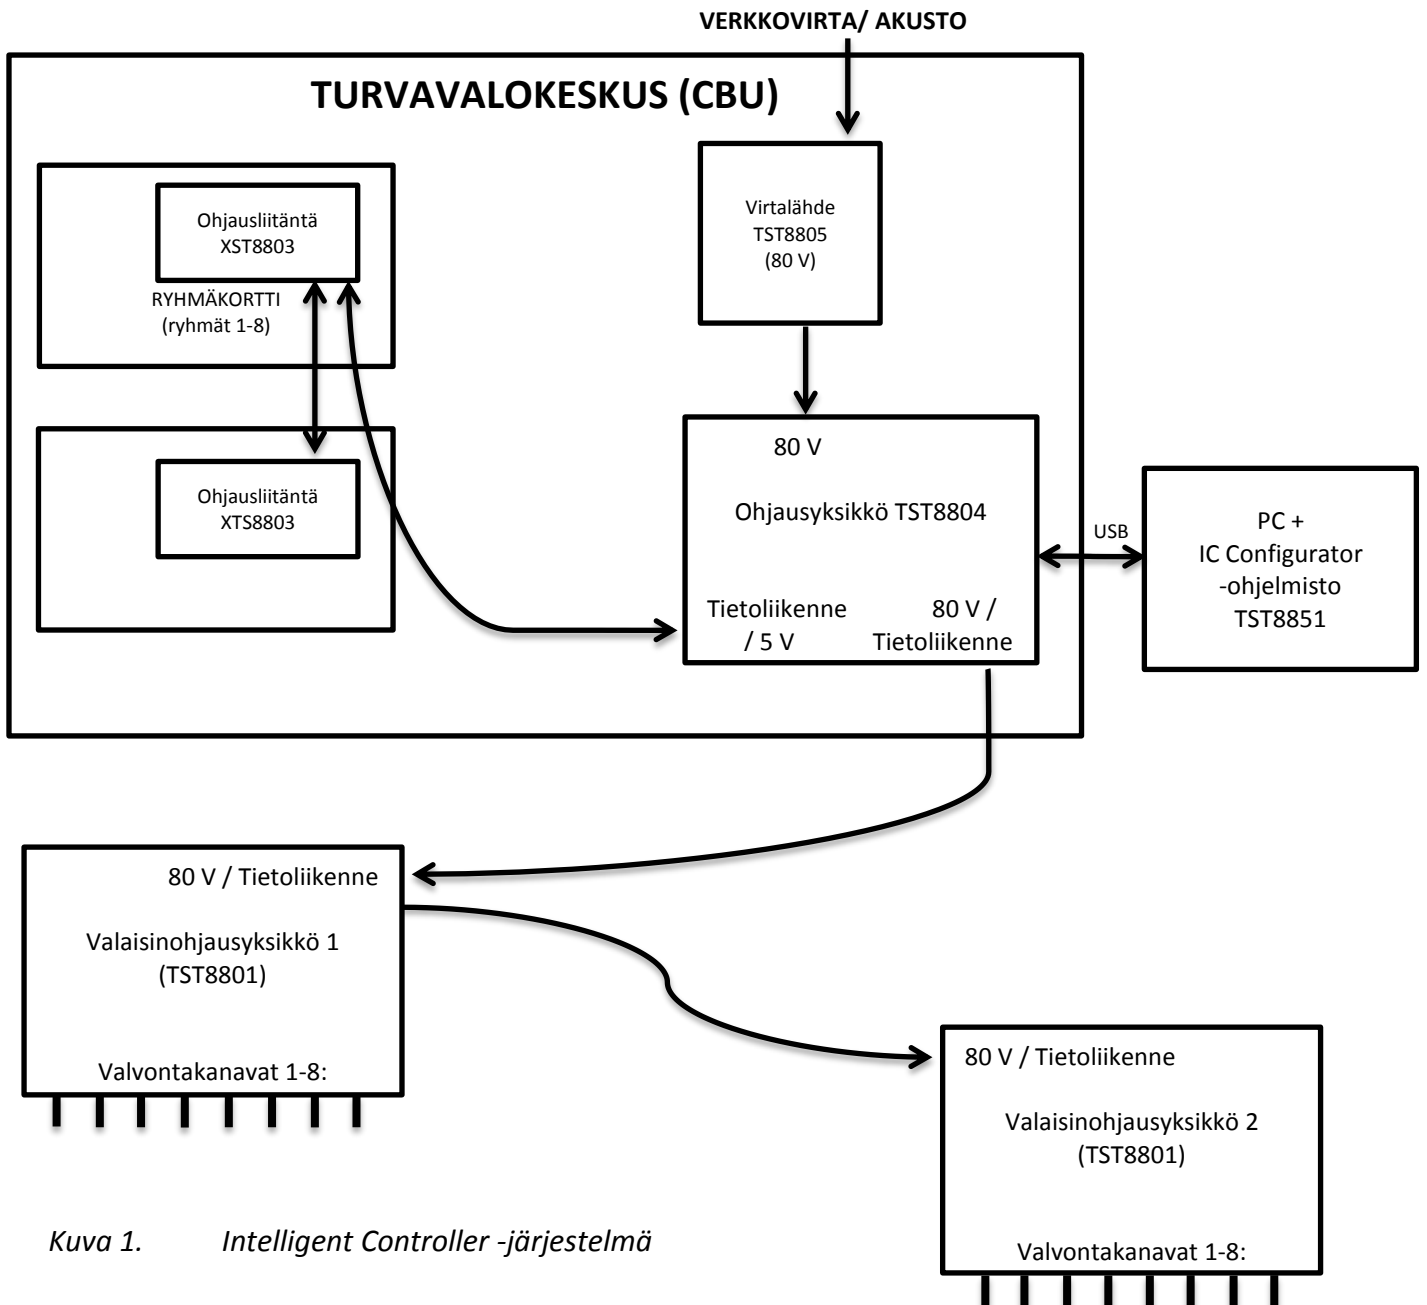 VERKKOVIRTA/ AKUSTO
TURVAVALOKESKUS (CBU)
Ohjausliitäntä
XST8803
RYHMÄKORTTI
(ryhmät 1-8)
Ohjausliitäntä
XTS8803
Virtalähde
TST8805
(80 V)
80 V
Ohjausyksikkö TST8804
Tietoliikenne
/ 5 V
80 V /
Tietoliikenne
USB
PC +
IC Configurator
-ohjelmisto
TST8851
80 V / Tietoliikenne
Valaisinohjausyksikkö 1
(TST8801)
Valvontakanavat 1-8:
80 V / Tietoliikenne
Valaisinohjausyksikkö 2
(TST8801)
Valvontakanavat 1-8:
Kuva 1. Intelligent Controller -järjestelmä